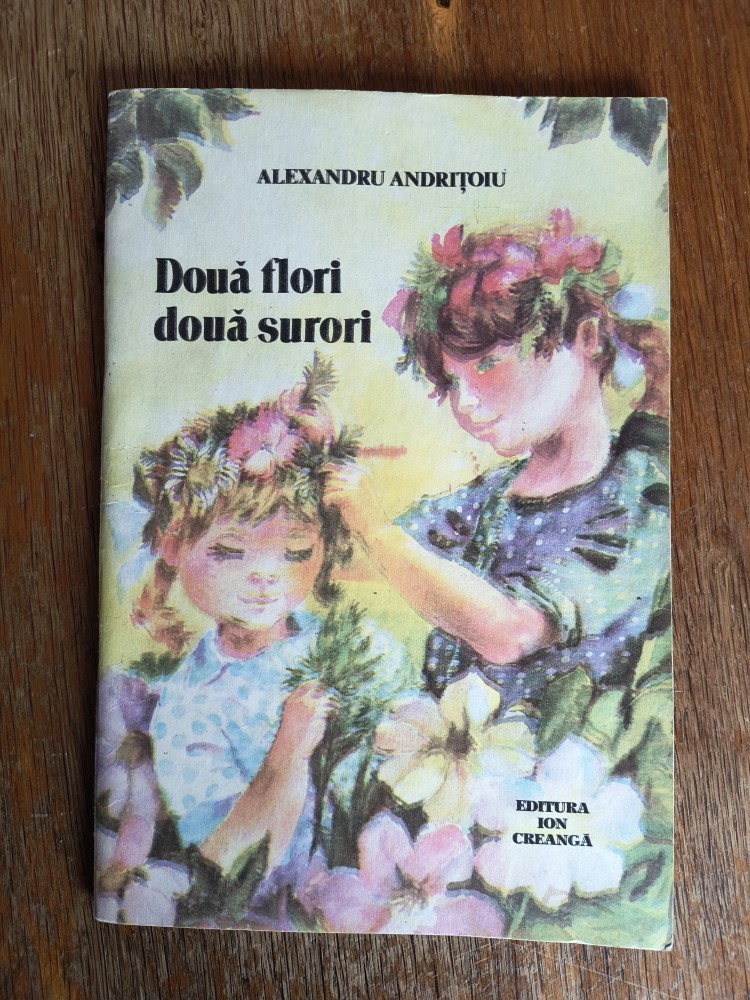 ALEXANDRU ANDRIȚOIU
Două flori
două surori
EDITURA
ION
CREANGĂ